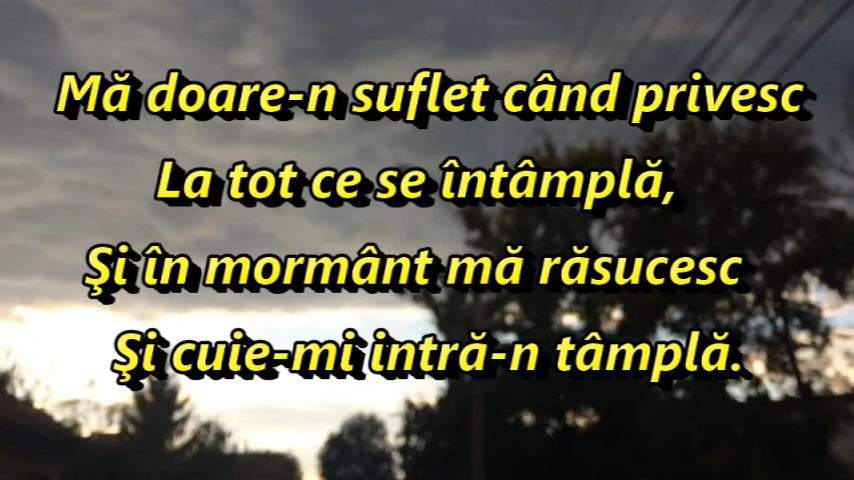 Mă doare-n suflet când privesc
La tot ce se întâmplă,
Şi în mormânt mă răsucesc
Şi cuie-mi intră-n tâmplă.